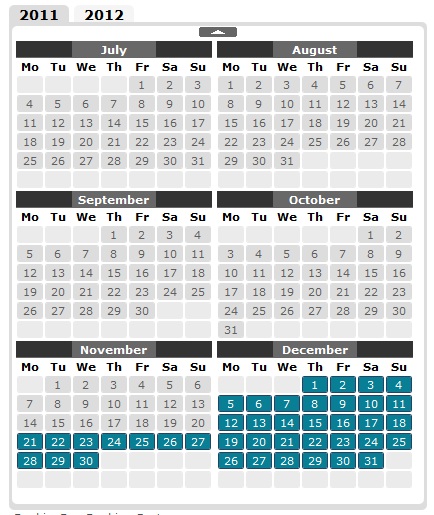 2011 2012
July August
Mo Tu We Th Fr Sa Su Mo Tu We Th Fr Sa Su
1 2 3 1 2 3 4 5 6 7
4 5 6 7 8 9 10 8 9 10 11 12 13 14
11 12 13 14 15 16 17 15 16 17 18 19 20 21
18 19 20 21 22 23 24 22 23 24 25 26 27 28
25 26 27 28 29 30 31 29 30 31
September October
Mo Tu We Th Fr Sa Su Mo Tu We Th Fr Sa Su
1 2 3 4 1 2
5 6 7 8 9 10 11 3 4 5 6 7 8 9
12 13 14 15 16 17 18 10 11 12 13 14 15 16
19 20 21 22 23 24 25 17 18 19 20 21 22 23
26 27 28 29 30 24 25 26 27 28 29 30
31
November December
Mo Tu We Th Fr Sa Su Mo Tu We Th Fr Sa Su
1 2 3 4 5 6 1 2 3 4
7 8 9 10 11 12 13 5 6 7 8 9 10 11
14 15 16 17 18 19 20 12 13 14 15 16 17 18
21 22 23 24 25 26 27 19 20 21 22 23 24 25
28 29 30 26 27 28 29 30 31